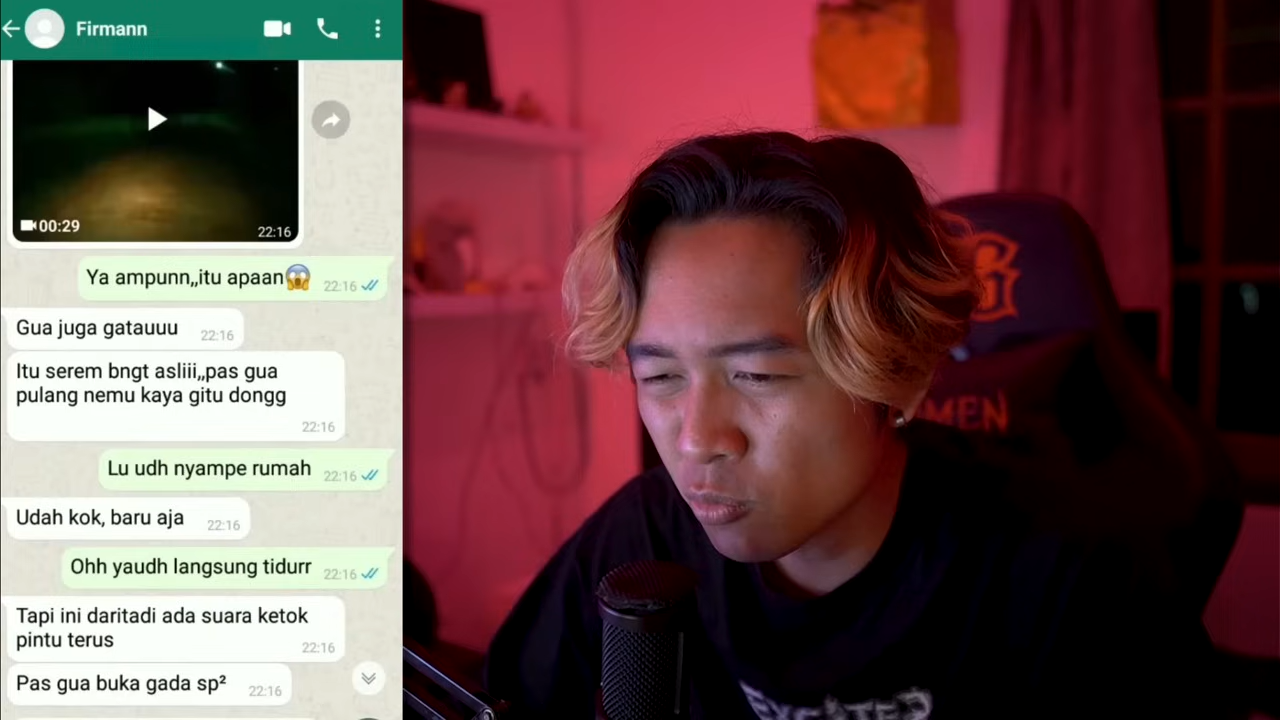 Firmann
00:29
22:16
Ya ampunn,,itu apaan😱 22:16
Gua juga gatauuu 22:16
Itu serem bngt asliii,,pas gua
pulang nemu kaya gitu dongg
22:16
Lu udh nyampe rumah 22:16
Udah kok, baru aja 22:16
Ohh yaudh langsung tidurr 22:16
Tapi ini daritadi ada suara ketok
pintu terus 22:16
Pas gua buka gada sp² 22:16